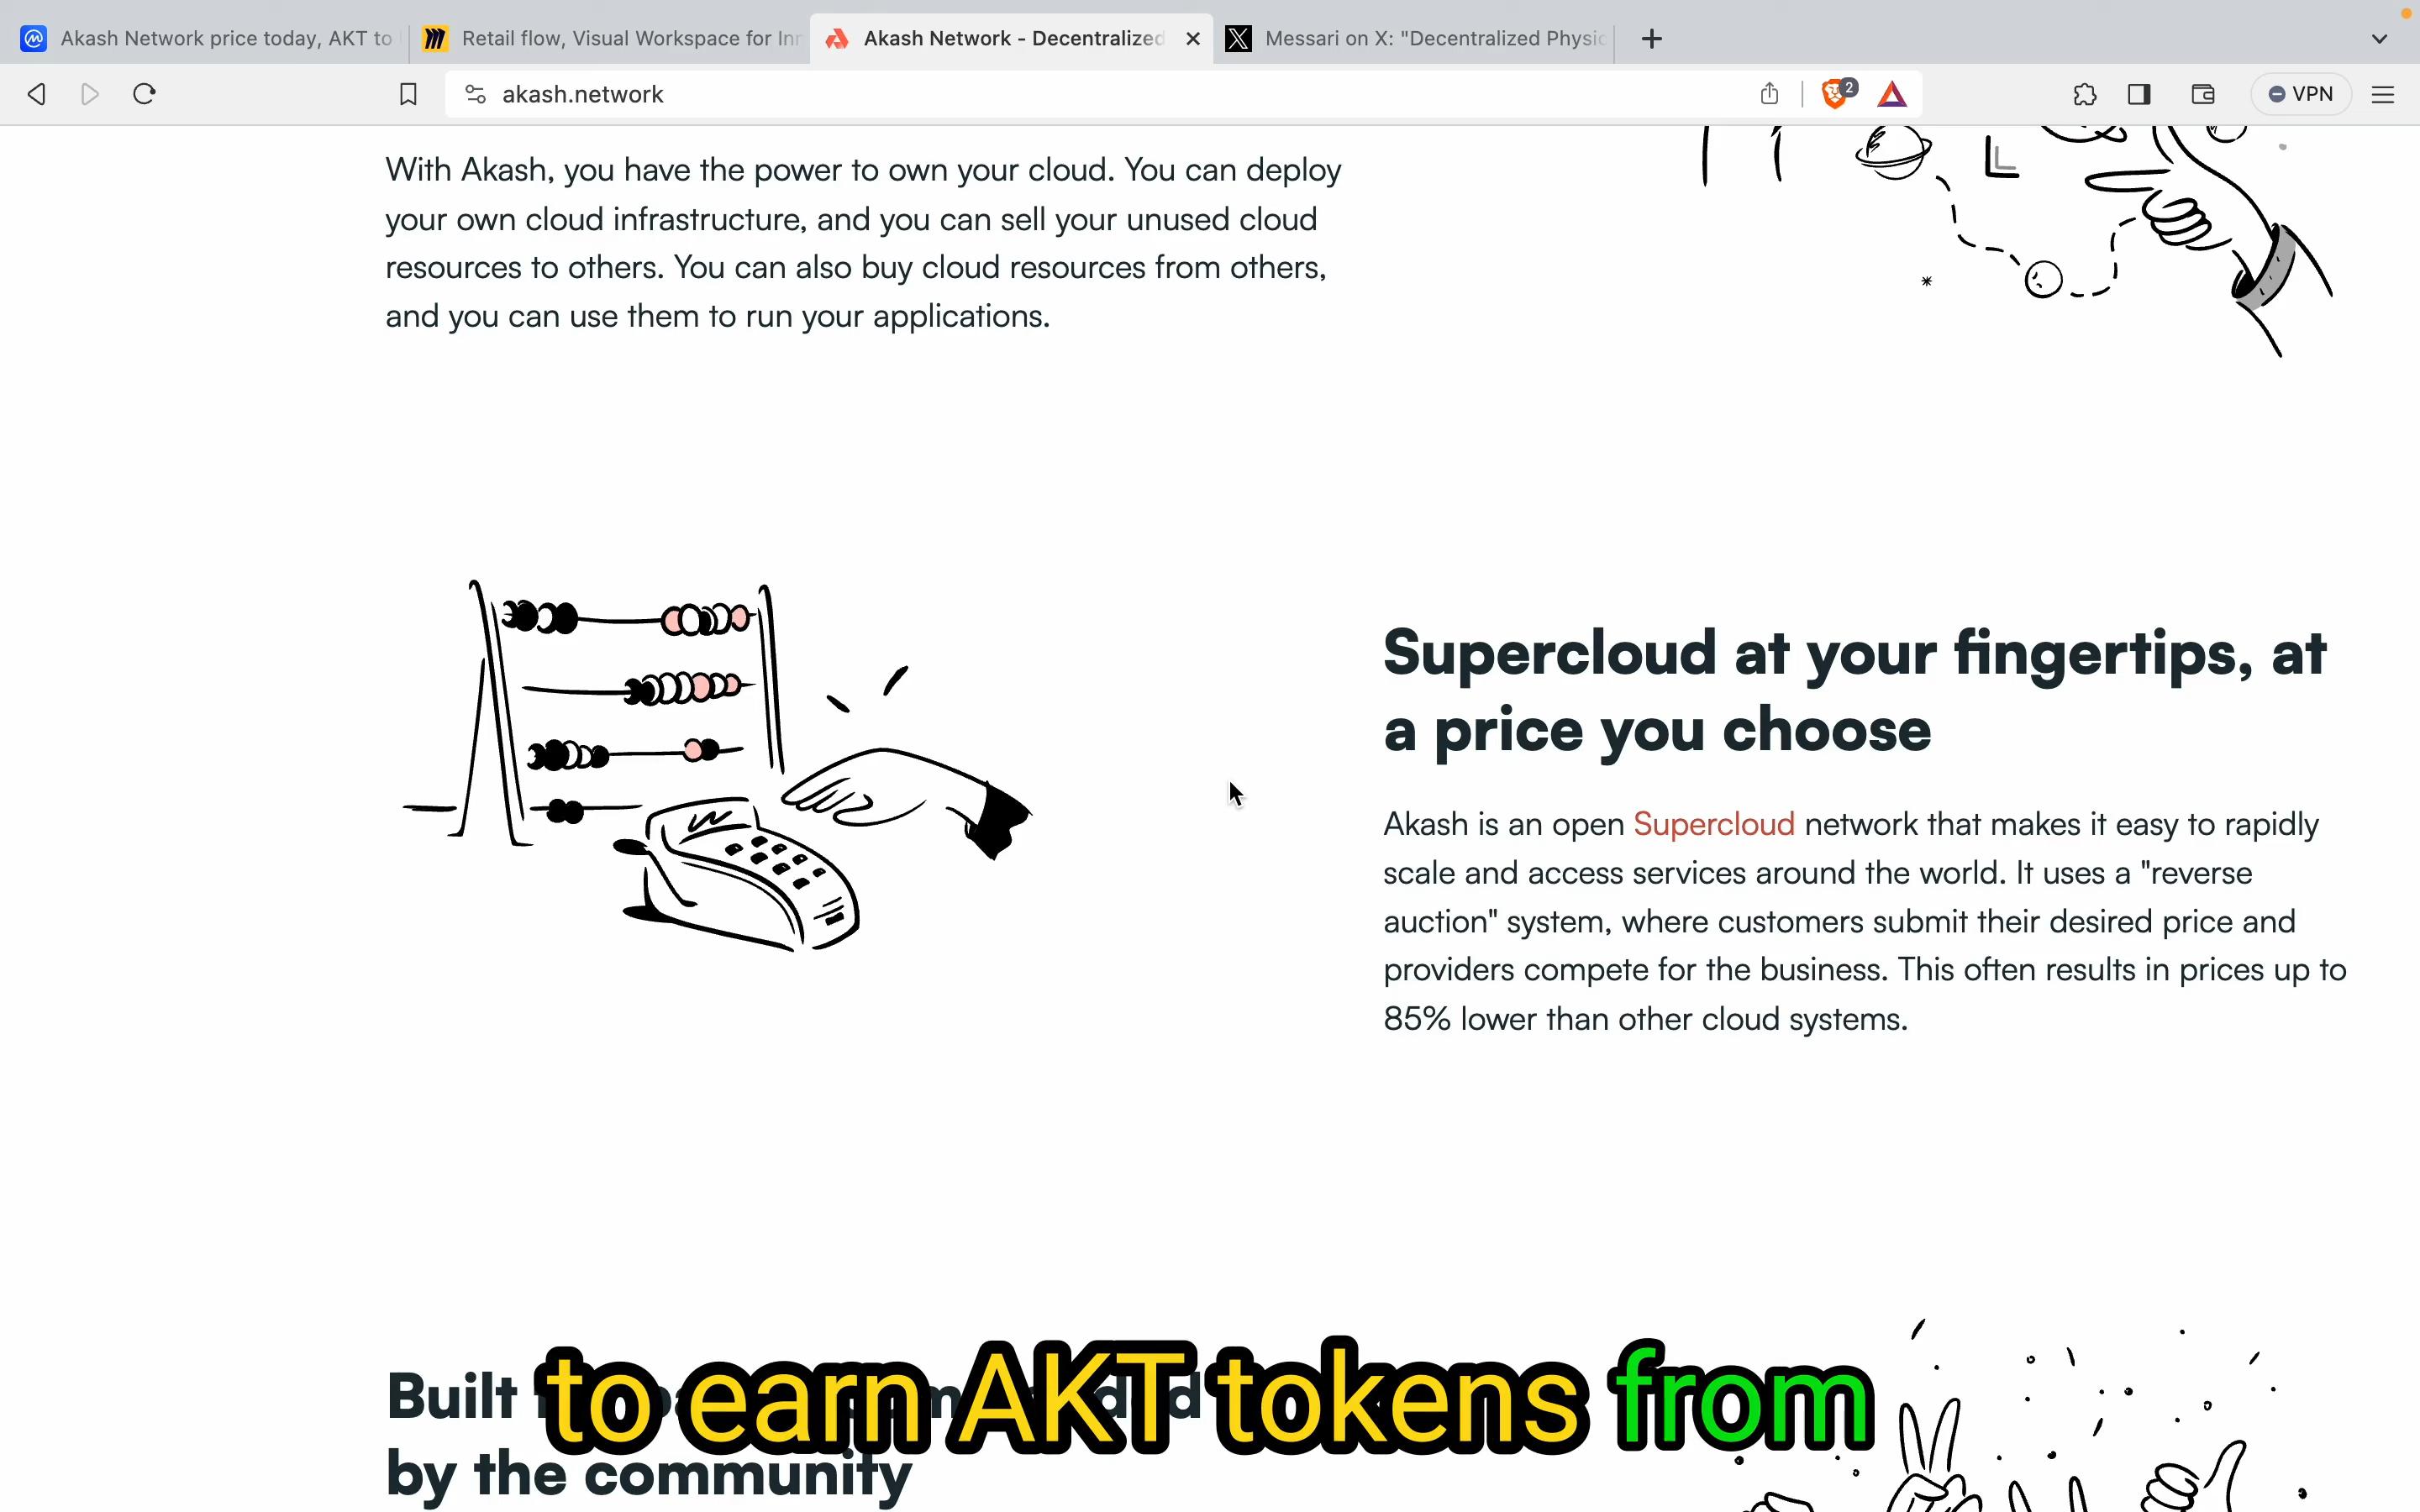 Akash Network price today, AKT to
Retail flow, Visual Workspace for Inn
Akash Network - Decentralized
Messari on X: "Decentralized Physic
akash.network
2
VPN
With Akash, you have the power to own your cloud. You can deploy
your own cloud infrastructure, and you can sell your unused cloud
resources to others. You can also buy cloud resources from others,
and you can use them to run your applications.
Supercloud at your fingertips, at
a price you choose
Akash is an open Supercloud network that makes it easy to rapidly
scale and access services around the world. It uses a "reverse
auction" system, where customers submit their desired price and
providers compete for the business. This often results in prices up to
85% lower than other cloud systems.
Built
to earn AKT tokens from
by the community